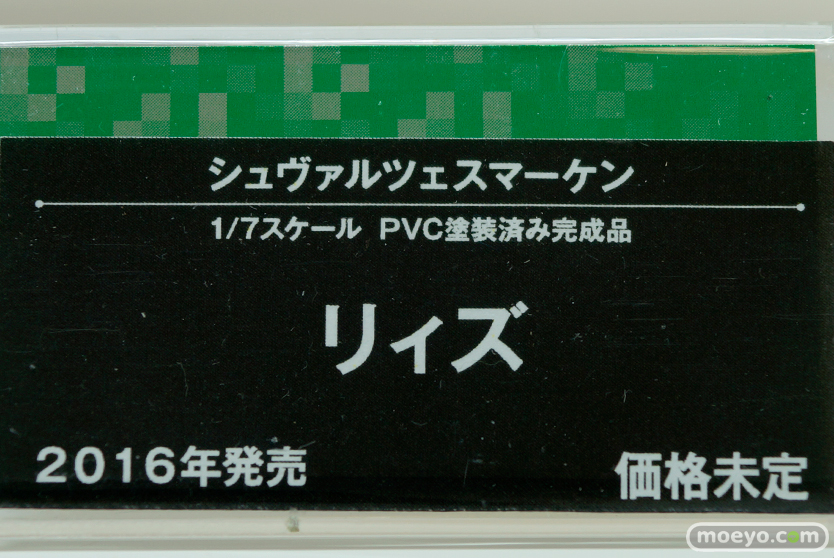 シュヴァルツェスマーケン
1/7スケール PVC塗装済み完成品
リィズ
2016年発売
価格未定
moeyo.com